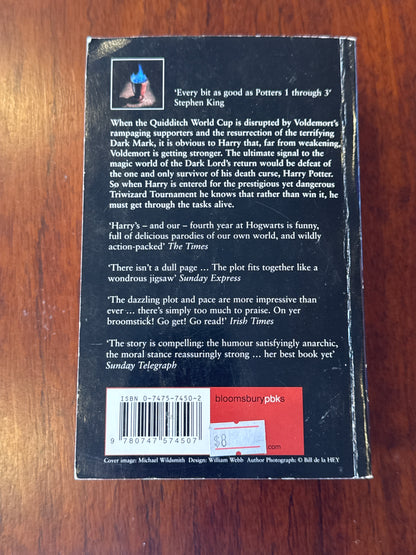 'Every bit as good as Potters 1 through 3'
Stephen King
When the Quidditch World Cup is disrupted by Voldemort's
rampaging supporters and the resurrection of the terrifying
Dark Mark, it is obvious to Harry that, far from weakening,
Voldemort is getting stronger. The ultimate signal to the
magic world of the Dark Lord's return would be defeat of
the one and only survivor of his death curse, Harry Potter.
So when Harry is entered for the prestigious yet dangerous
Triwizard Tournament he knows that rather than win it, he
must get through the tasks alive.
'Harry's – and our – fourth year at Hogwarts is funny,
full of delicious parodies of our own world, and wildly
action-packed' The Times
'There isn't a dull page ... The plot fits together like a
wondrous jigsaw' Sunday Express
'The dazzling plot and pace are more impressive than
ever ... there's simply too much to praise. On yer
broomstick! Go get! Go read!' Irish Times
'The story is compelling: the humour satisfyingly anarchic,
the moral stance reassuringly strong ... her best book yet'
Sunday Telegraph
ISBN 0-7475-7450-2
9 780747 574507
bloomsburypbks
$8
.com
Cover image: Michael Wildsmith Design: William Webb Author Photograph: © Bill de la HEY